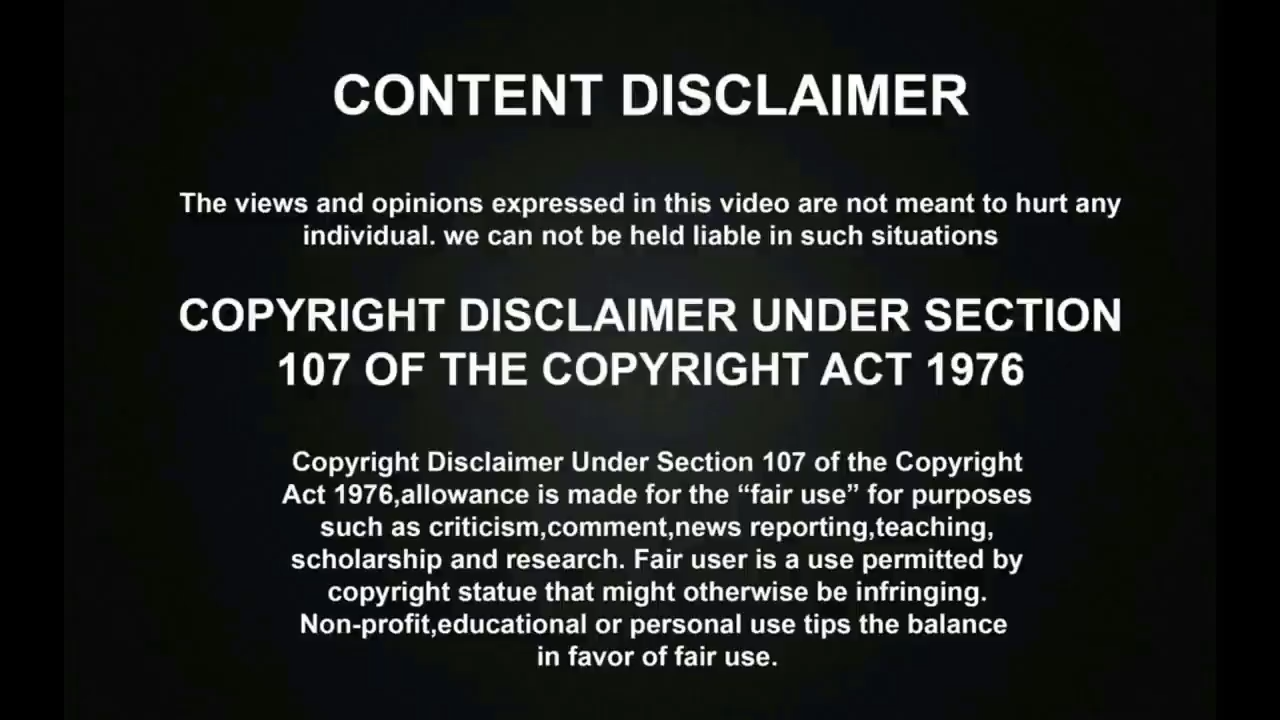 CONTENT DISCLAIMER
The views and opinions expressed in this video are not meant to hurt any
individual. we can not be held liable in such situations
COPYRIGHT DISCLAIMER UNDER SECTION
107 OF THE COPYRIGHT ACT 1976
Copyright Disclaimer Under Section 107 of the Copyright
Act 1976,allowance is made for the “fair use” for purposes
such as criticism,comment,news reporting,teaching,
scholarship and research. Fair user is a use permitted by
copyright statue that might otherwise be infringing.
Non-profit,educational or personal use tips the balance
in favor of fair use.